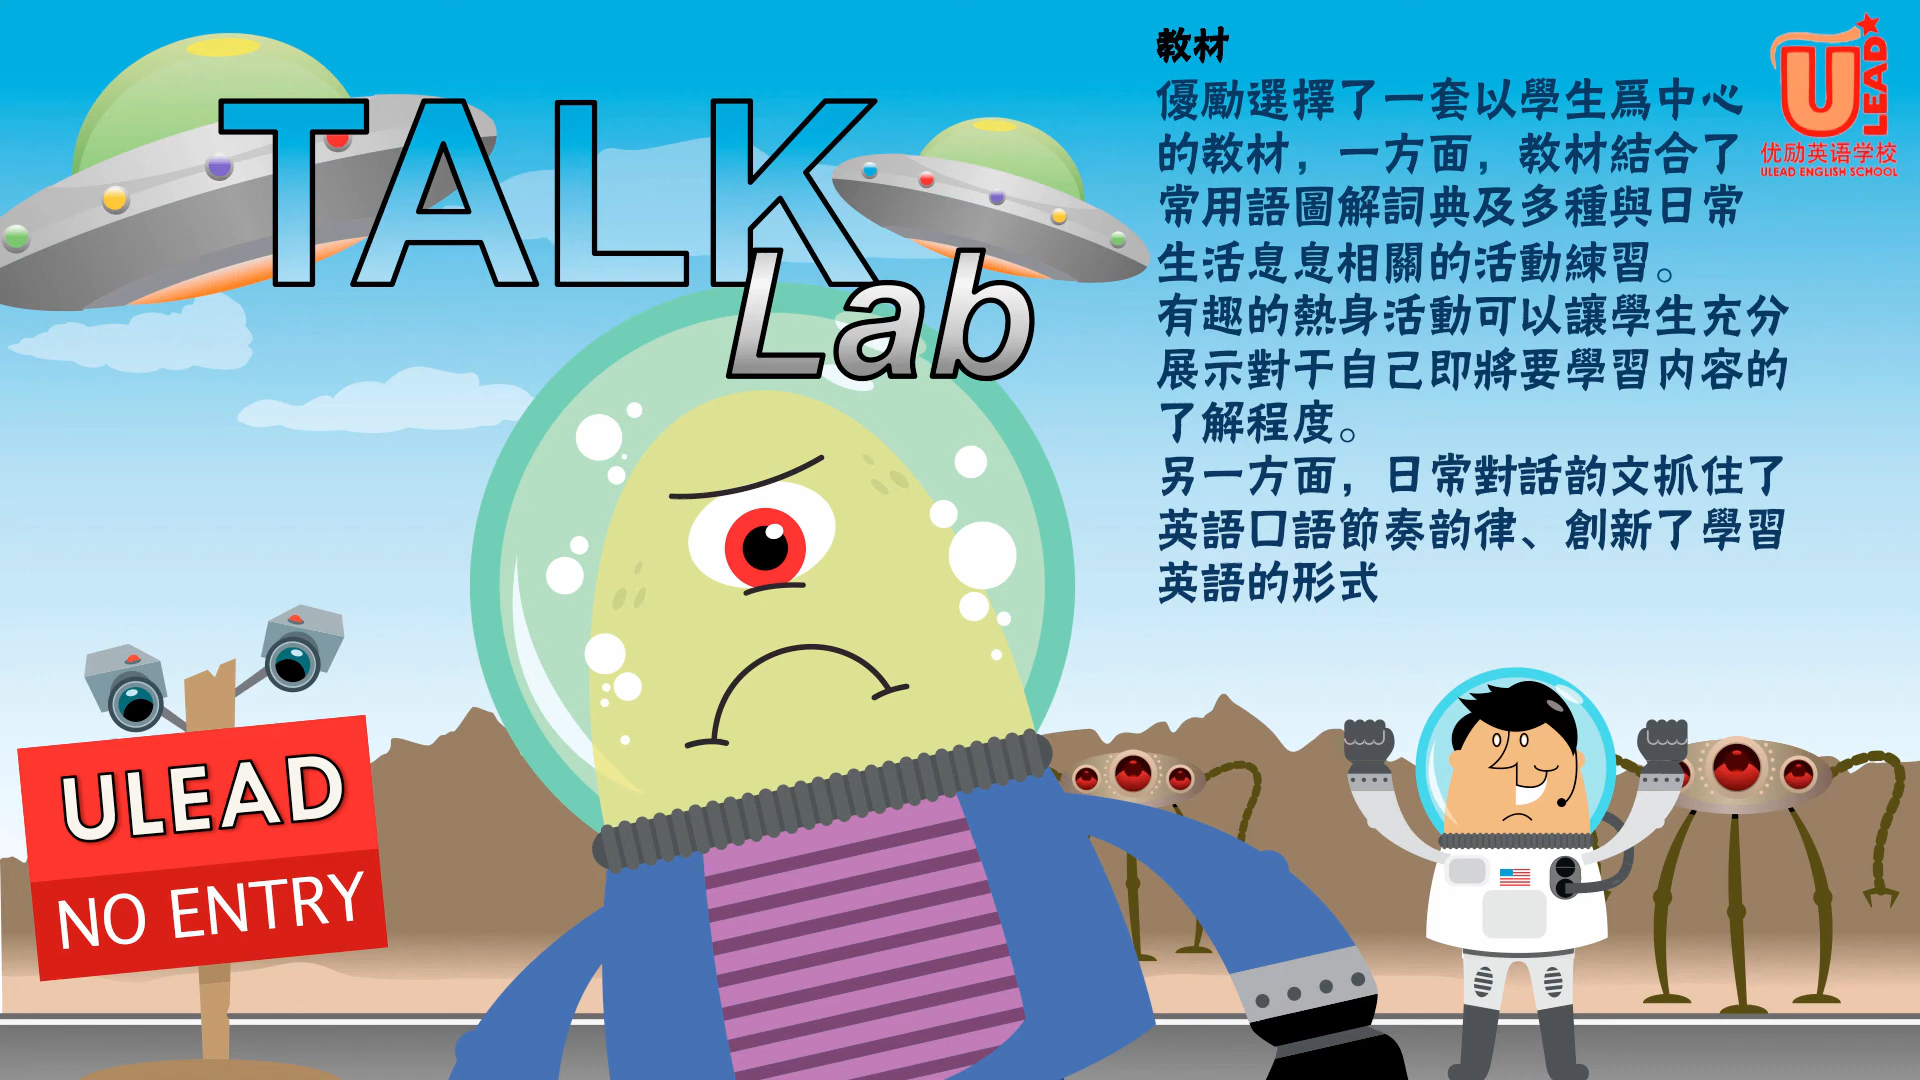 TALK
Lab
教材
優勵選擇了一套以學生爲中心
的教材，一方面，教材結合了
常用語圖解詞典及多種與日常
生活息息相關的活動練習。
有趣的熱身活動可以讓學生充分
展示對于自己即將要學習内容的
了解程度。
另一方面，日常對話韵文抓住了
英語口語節奏韵律、創新了學習
英語的形式
ULEAD
优励英语学校
ULEAD ENGLISH SCHOOL
ULEAD
NO ENTRY